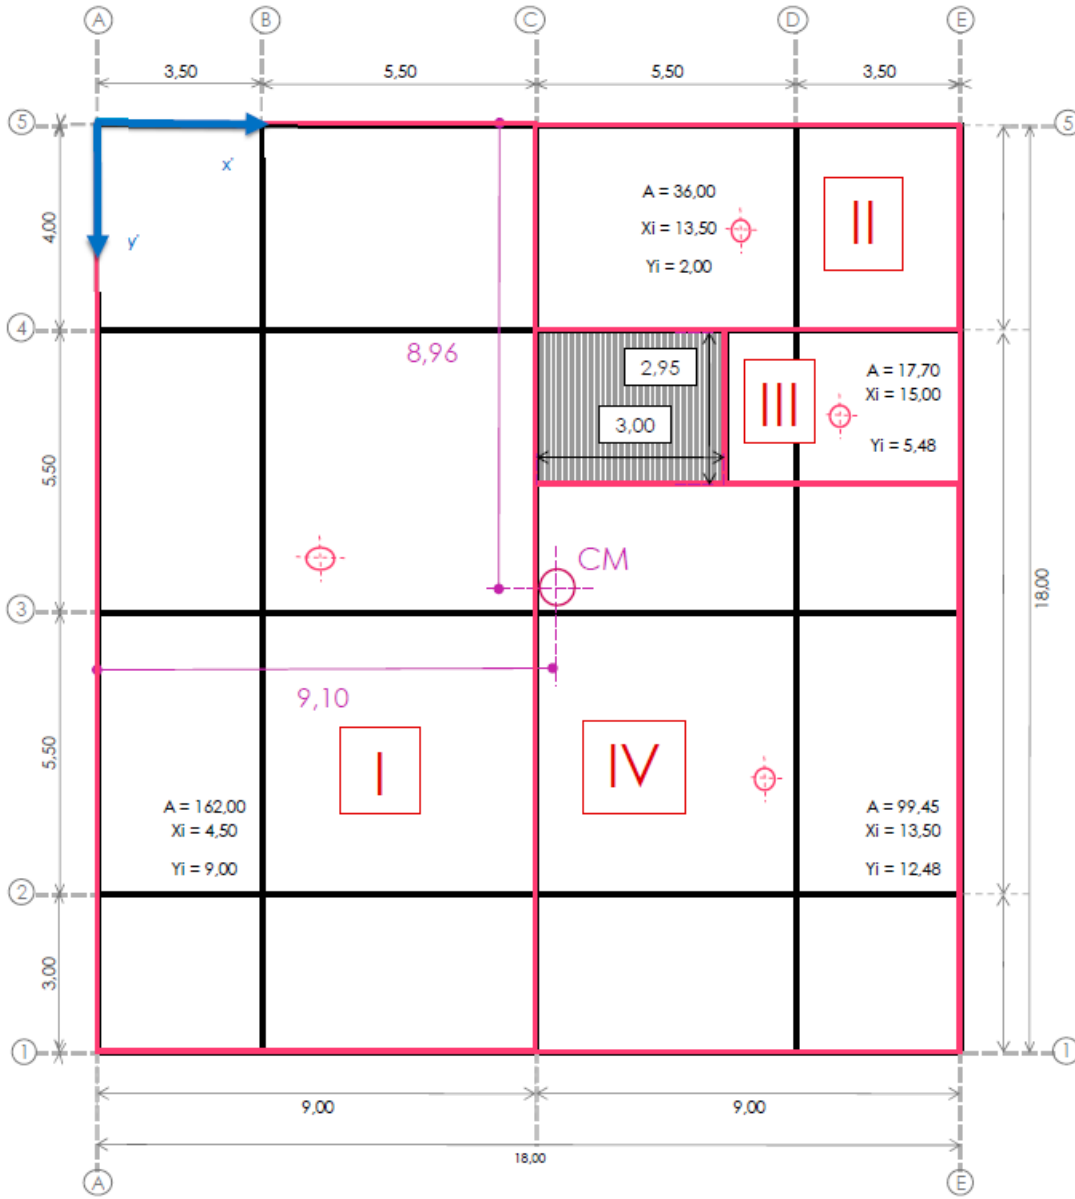 A B C D E
3,50 5,50 5,50 3,50
5 5
x'
y'
4,00
A = 36,00
Xi = 13,50
Yi = 2,00
II
4
8,96
2,95
3,00
III
A = 17,70
Xi = 15,00
Yi = 5,48
5,50
CM
18,00
3
9,10
I
IV
5,50
A = 162,00
Xi = 4,50
Yi = 9,00
A = 99,45
Xi = 13,50
Yi = 12,48
2
3,00
1 1
9,00 9,00
18,00
A E